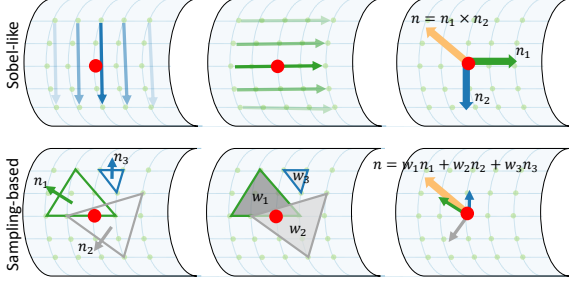 Sobel-like
n = n₁ × n₂
n₁
n₂
Sampling-based
n₁
n₃
n₂
w₁
w₃
w₂
n = w₁n₁ + w₂n₂ + w₃n₃